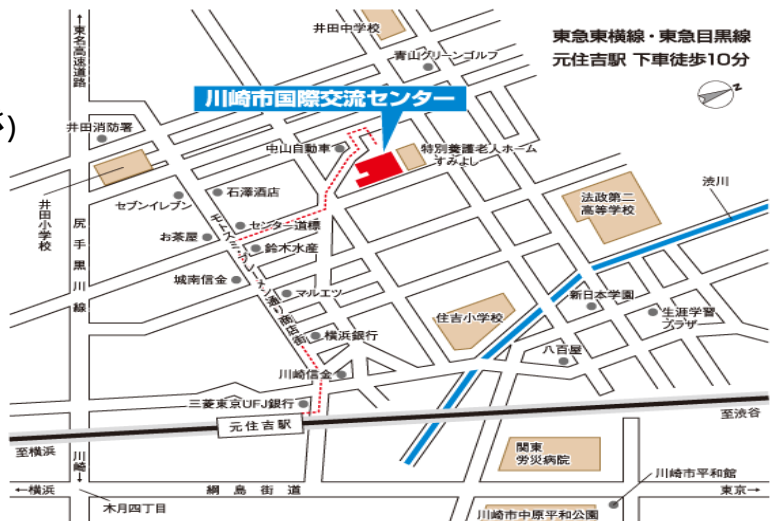 井田中学校
東急東横線・東急目黒線
元住吉駅 下車徒歩10分
青山グリーンゴルフ
N
←東名高速道路
川崎市国際交流センター
井田消防署
中山自動車
特別養護老人ホーム
すみよし
井田小学校
セブンイレブン
石澤酒店
法政第二
高等学校
渋川
センター道標
お茶屋
鈴木水産
尻手黒川線
城南信金
マルエツ
新日本学園
モトスミ・ブレーメン通り商店街
住吉小学校
生涯学習
プラザ
横浜銀行
八百屋
川崎信金
三菱東京UFJ銀行
至渋谷
元住吉駅
至横浜
関東
労災病院
川崎→
川崎市平和館
←横浜
綱島街道
東京→
木月四丁目
川崎市中原平和公園